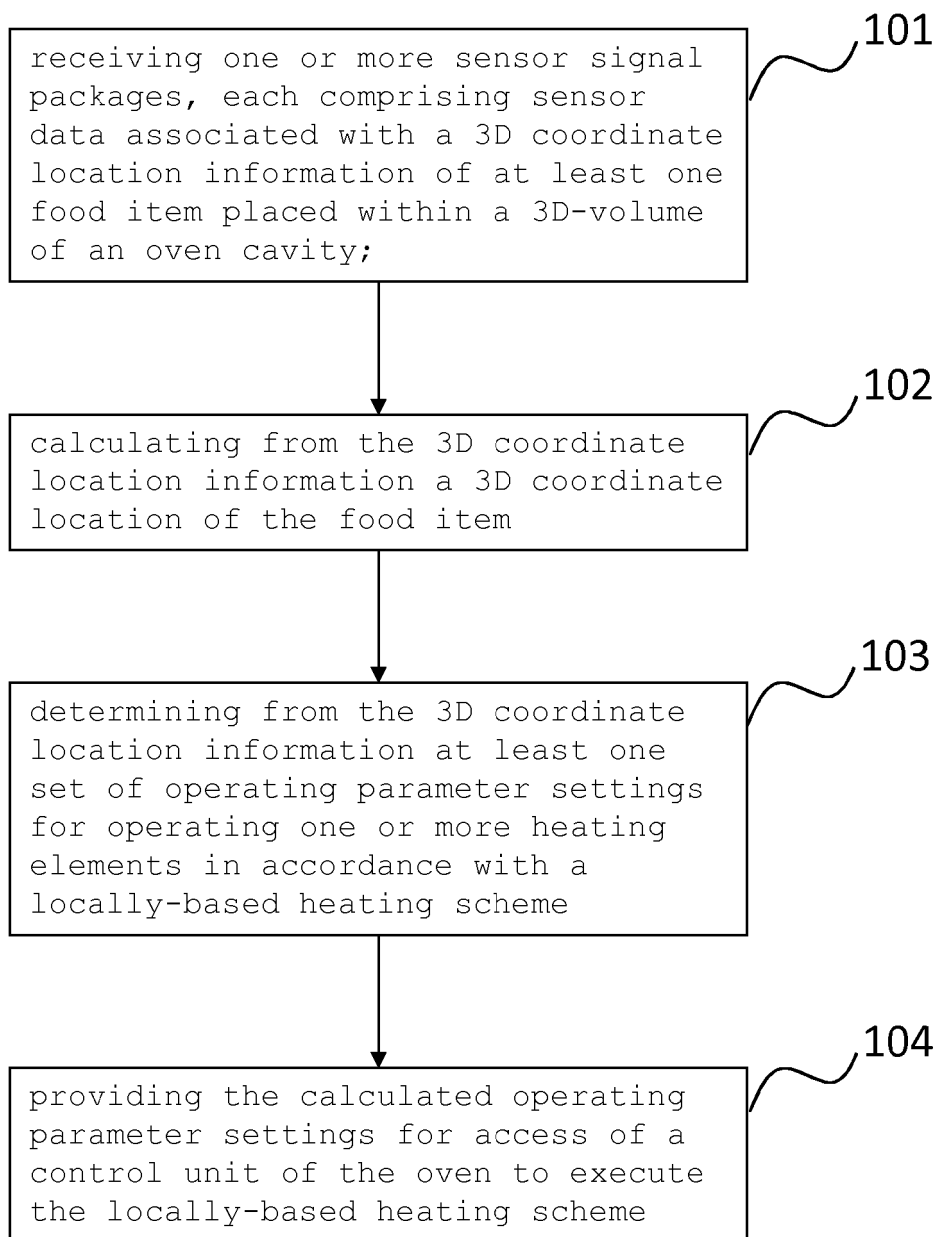 101
receiving one or more sensor signal
packages, each comprising sensor
data associated with a 3D coordinate
location information of at least one
food item placed within a 3D-volume
of an oven cavity;
102
calculating from the 3D coordinate
location information a 3D coordinate
location of the food item
103
determining from the 3D coordinate
location information at least one
set of operating parameter settings
for operating one or more heating
elements in accordance with a
locally-based heating scheme
104
providing the calculated operating
parameter settings for access of a
control unit of the oven to execute
the locally-based heating scheme